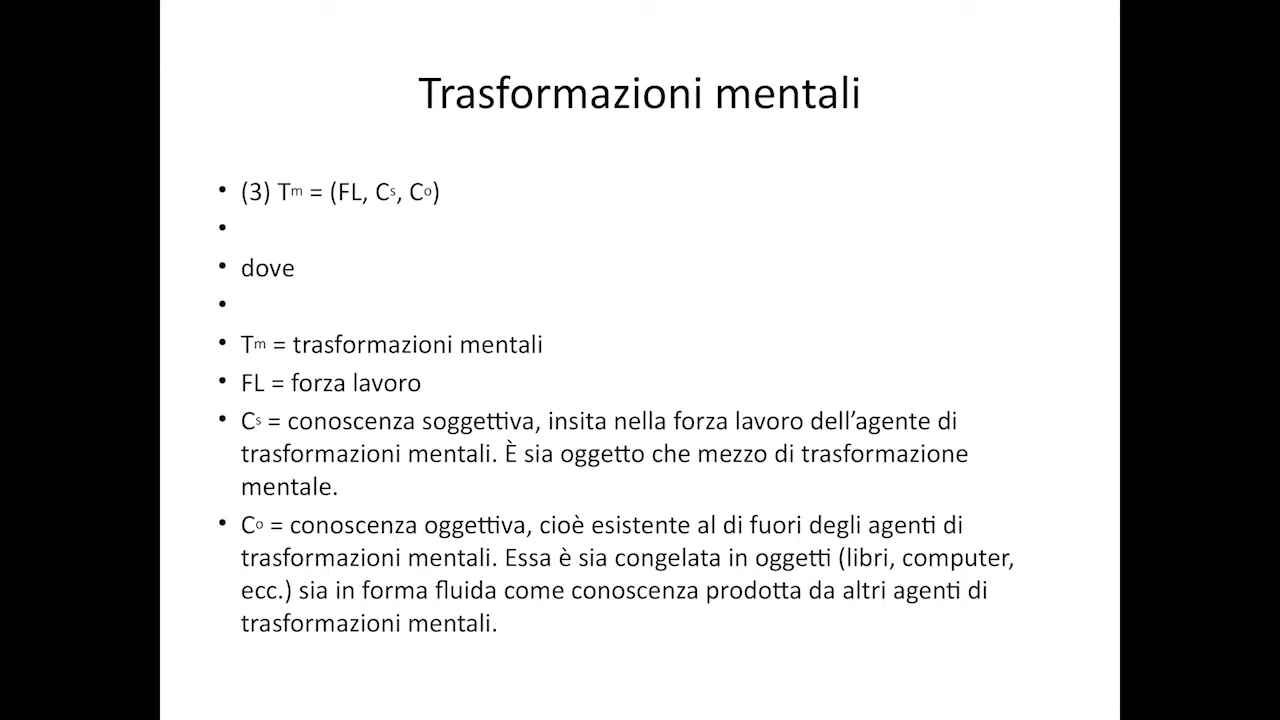 Trasformazioni mentali
• (3) Tᵐ = (FL, Cˢ, Cᵒ)
•
• dove
•
• Tᵐ = trasformazioni mentali
• FL = forza lavoro
• Cˢ = conoscenza soggettiva, insita nella forza lavoro dell’agente di
trasformazioni mentali. È sia oggetto che mezzo di trasformazione
mentale.
• Cᵒ = conoscenza oggettiva, cioè esistente al di fuori degli agenti di
trasformazioni mentali. Essa è sia congelata in oggetti (libri, computer,
ecc.) sia in forma fluida come conoscenza prodotta da altri agenti di
trasformazioni mentali.